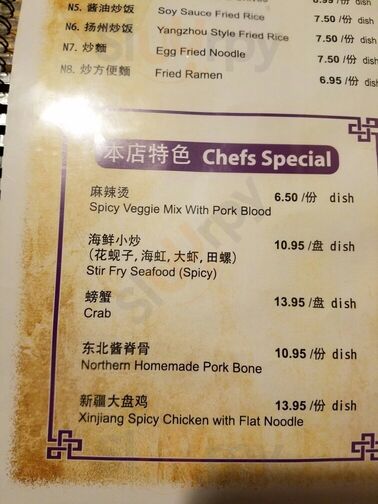 N5. 酱油炒饭 Soy Sauce Fried Rice 7.50 /份 dish
N6. 扬州炒饭 Yangzhou Style Fried Rice 7.50 /份 dish
N7. 炒麵 Egg Fried Noodle 7.50 /份 dish
N8. 炒方便麵 Fried Ramen 6.95 /份 dish
本店特色 Chefs Special
麻辣烫 6.50 /份 dish
Spicy Veggie Mix With Pork Blood
海鲜小炒 10.95 /盘 dish
(花蚬子, 海虹, 大虾, 田螺)
Stir Fry Seafood (Spicy)
螃蟹 13.95 /盘 dish
Crab
东北酱脊骨 10.95 /份 dish
Northern Homemade Pork Bone
新疆大盘鸡 13.95 /份 dish
Xinjiang Spicy Chicken with Flat Noodle